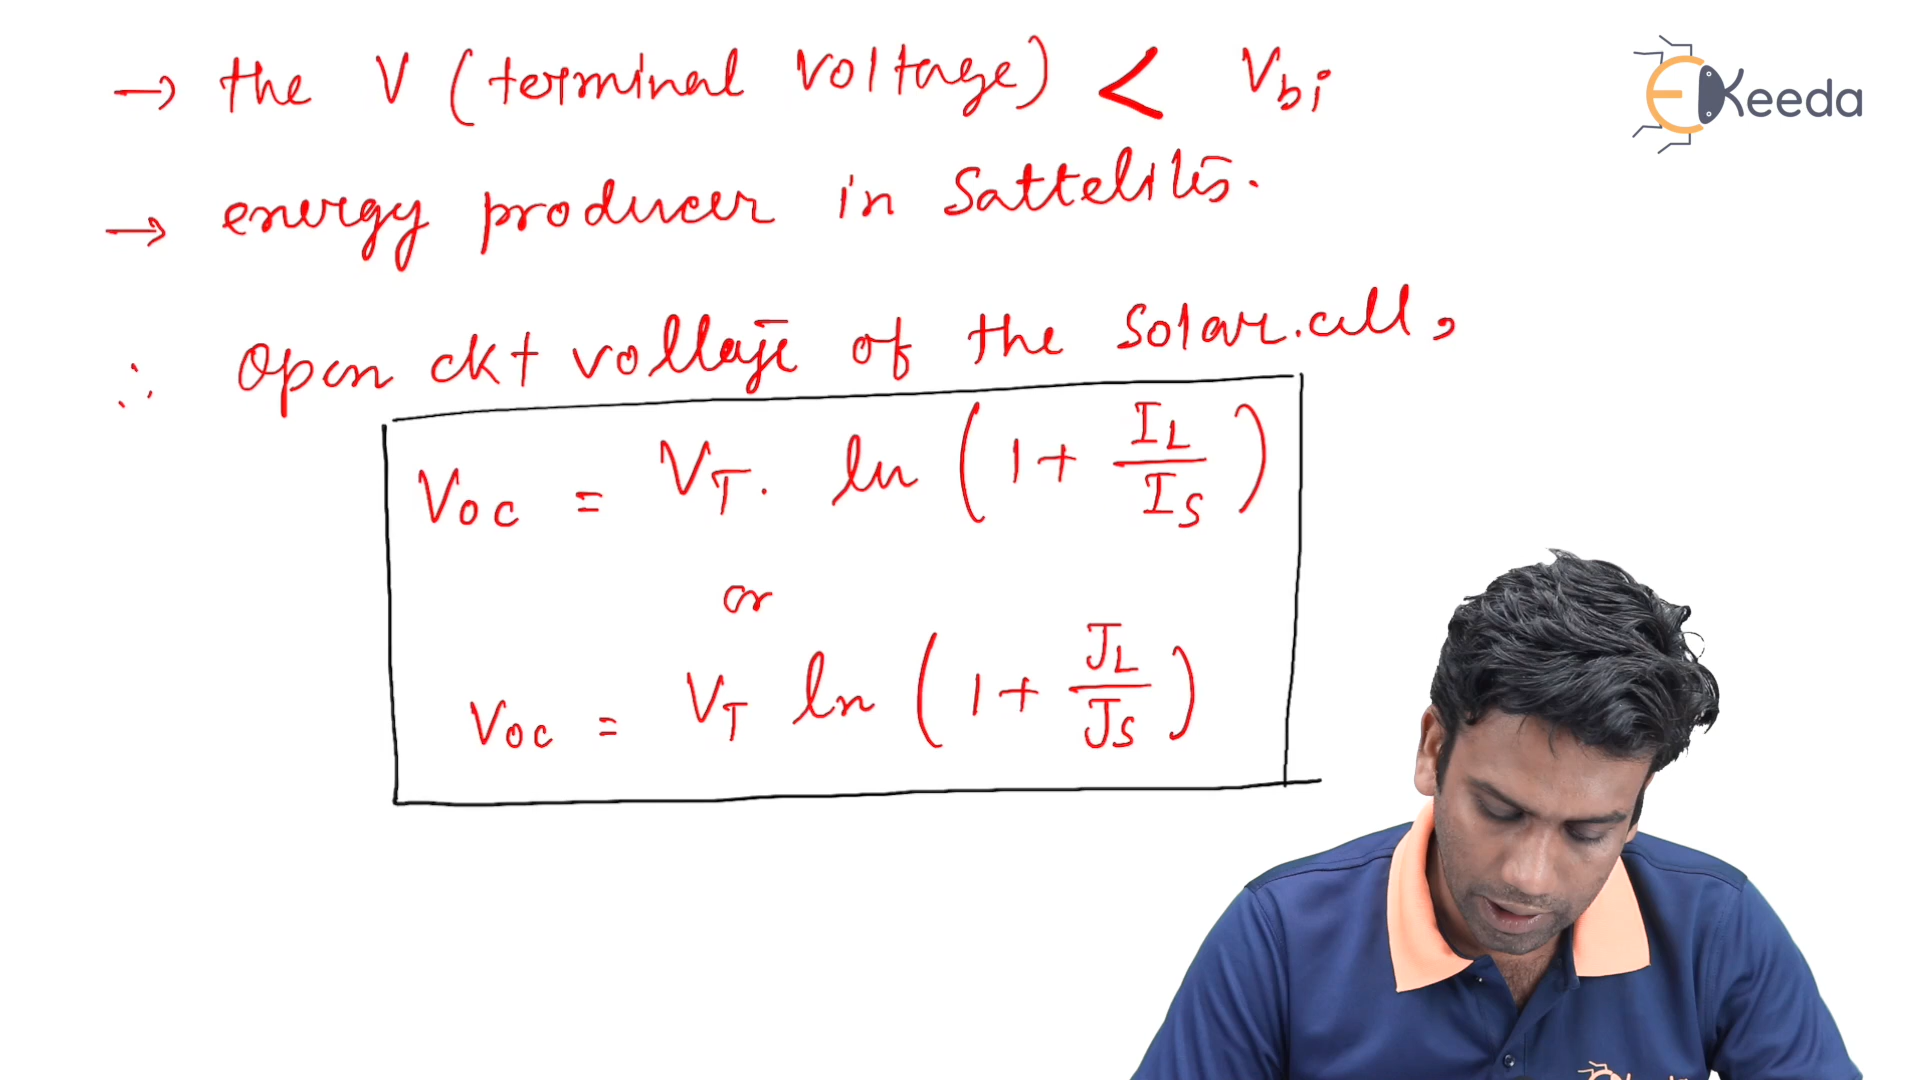 → the V (terminal voltage) < Vbi
EKeeda
→ energy producer in Sattelites.
∴ Open ckt voltage of the solar.cell,
Voc = VT. ln (1 + IL/IS)
or
Voc = VT ln (1 + JL/JS)